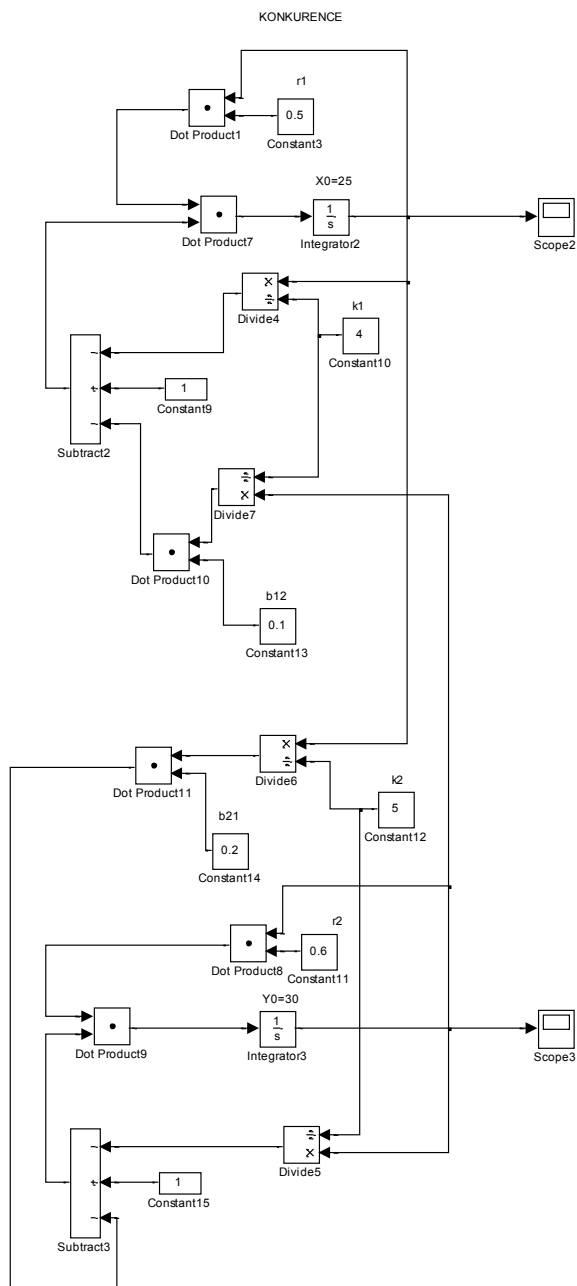 KONKURENCE
r1
0.5
Dot Product1
Constant3
X0=25
1
s
Dot Product7
Integrator2
Scope2
×
÷
Divide4
k1
4
Constant10
−
+
−
1
Constant9
Subtract2
÷
×
Divide7
Dot Product10
b12
0.1
Constant13
×
÷
Divide6
Dot Product11
k2
5
Constant12
b21
0.2
Constant14
r2
0.6
Dot Product8
Constant11
Y0=30
1
s
Dot Product9
Integrator3
Scope3
÷
×
Divide5
−
+
−
1
Constant15
Subtract3